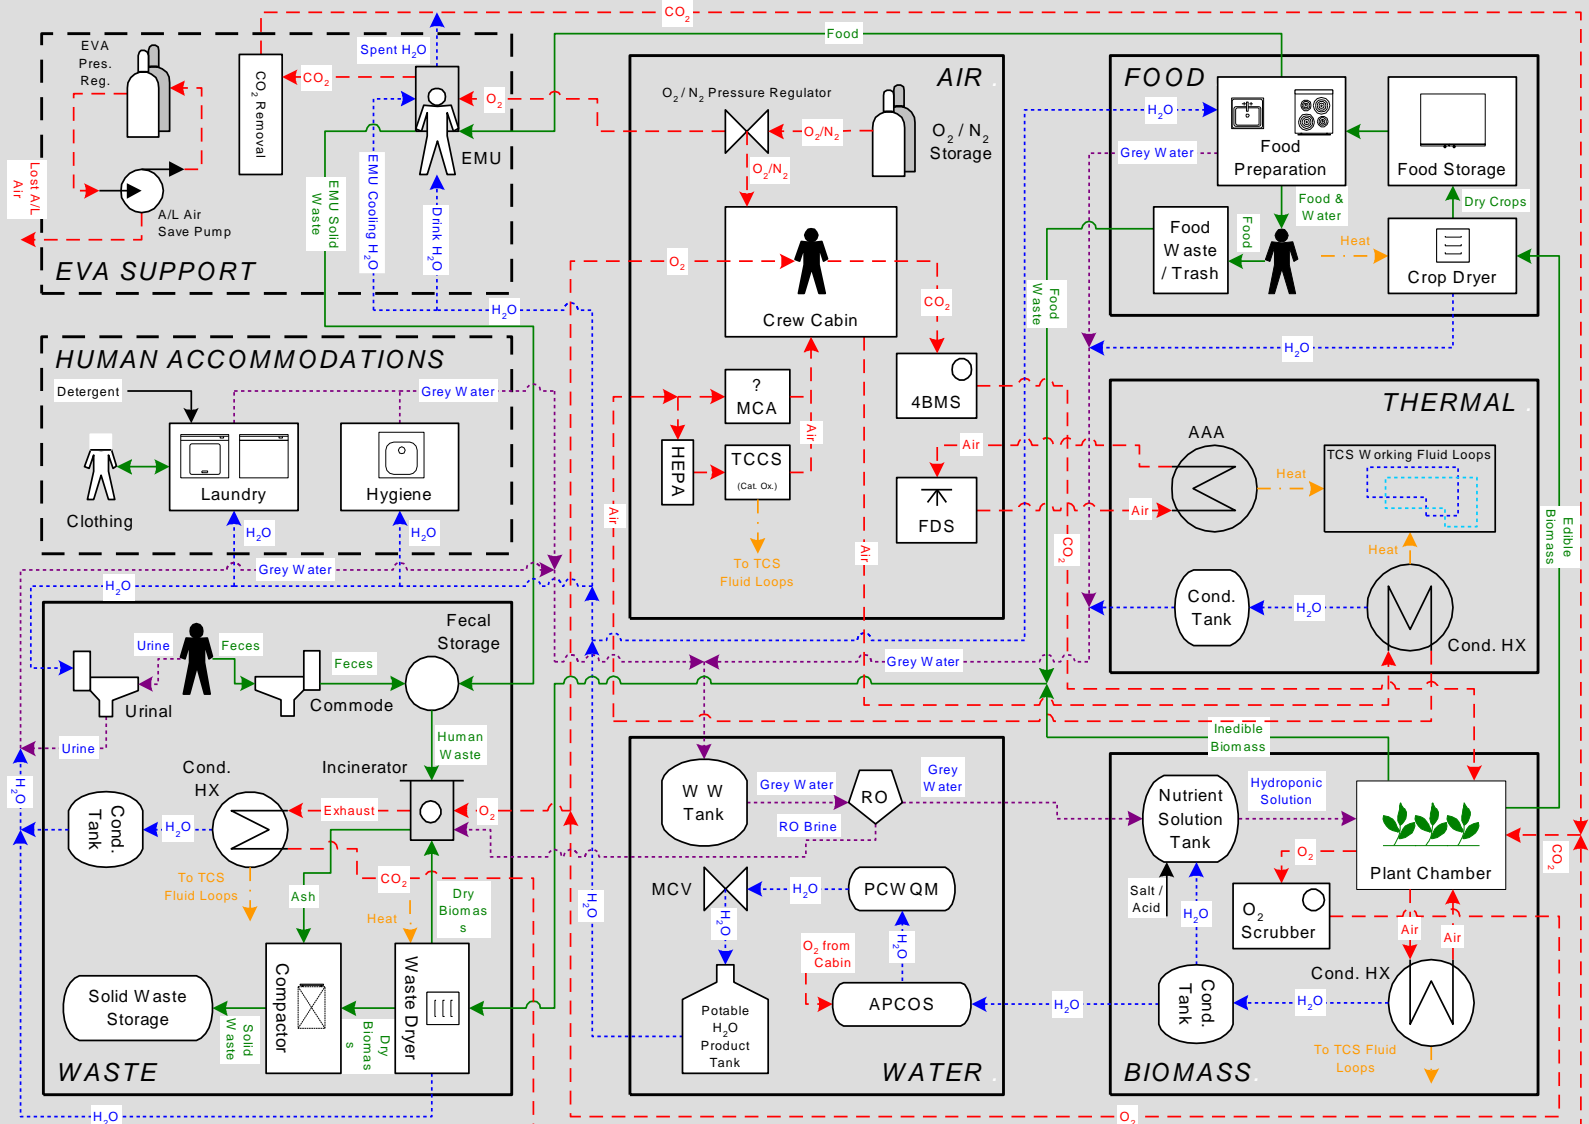 CO2
EVA
Pres.
Reg.
CO2 Removal
CO2
Spent H2O
O2
EMU
Lost A/L
Air
A/L Air
Save Pump
EMU Solid
Waste
EMU Cooling H2O
Drink H2O
EVA SUPPORT
H2O
Food
AIR
O2 / N2 Pressure Regulator
O2/N2
O2 / N2
Storage
O2/N2
O2
Crew Cabin
CO2
?
MCA
4BMS
Air
HEPA
TCCS
(Cat. Ox.)
Air
FDS
Air
Air
Air
To TCS
Fluid Loops
FOOD
H2O
Grey Water
Food
Preparation
Food Storage
Food &
Water
Dry Crops
Food
Waste
/ Trash
Food
Heat
Crop Dryer
Food
Waste
H2O
HUMAN ACCOMMODATIONS
Detergent
Grey Water
Laundry
Hygiene
Clothing
H2O
H2O
Grey Water
H2O
THERMAL
AAA
TCS Working Fluid Loops
Heat
Heat
CO2
Edible
Biomass
Cond.
Tank
H2O
Cond. HX
Grey Water
Fecal
Storage
Urine
Feces
Feces
Urinal
Commode
Urine
Human
Waste
H2O
Cond.
HX
Incinerator
Exhaust
O2
Cond.
Tank
H2O
To TCS
Fluid Loops
CO2
Ash
Heat
Dry
Biomas
s
Solid Waste
Storage
Compactor
Waste Dryer
Solid
Waste
Dry
Biomas
s
WASTE
H2O
H2O
W W
Tank
Grey Water
RO
Grey
Water
RO Brine
MCV
H2O
PCWQM
H2O
H2O
O2 from
Cabin
APCOS
H2O
Potable
H2O
Product
Tank
WATER
Inedible
Biomass
Nutrient
Solution
Tank
Hydroponic
Solution
Plant Chamber
O2
CO2
Salt /
Acid
H2O
O2
Scrubber
Air
Air
Cond. HX
Cond.
Tank
H2O
To TCS Fluid
Loops
BIOMASS
O2